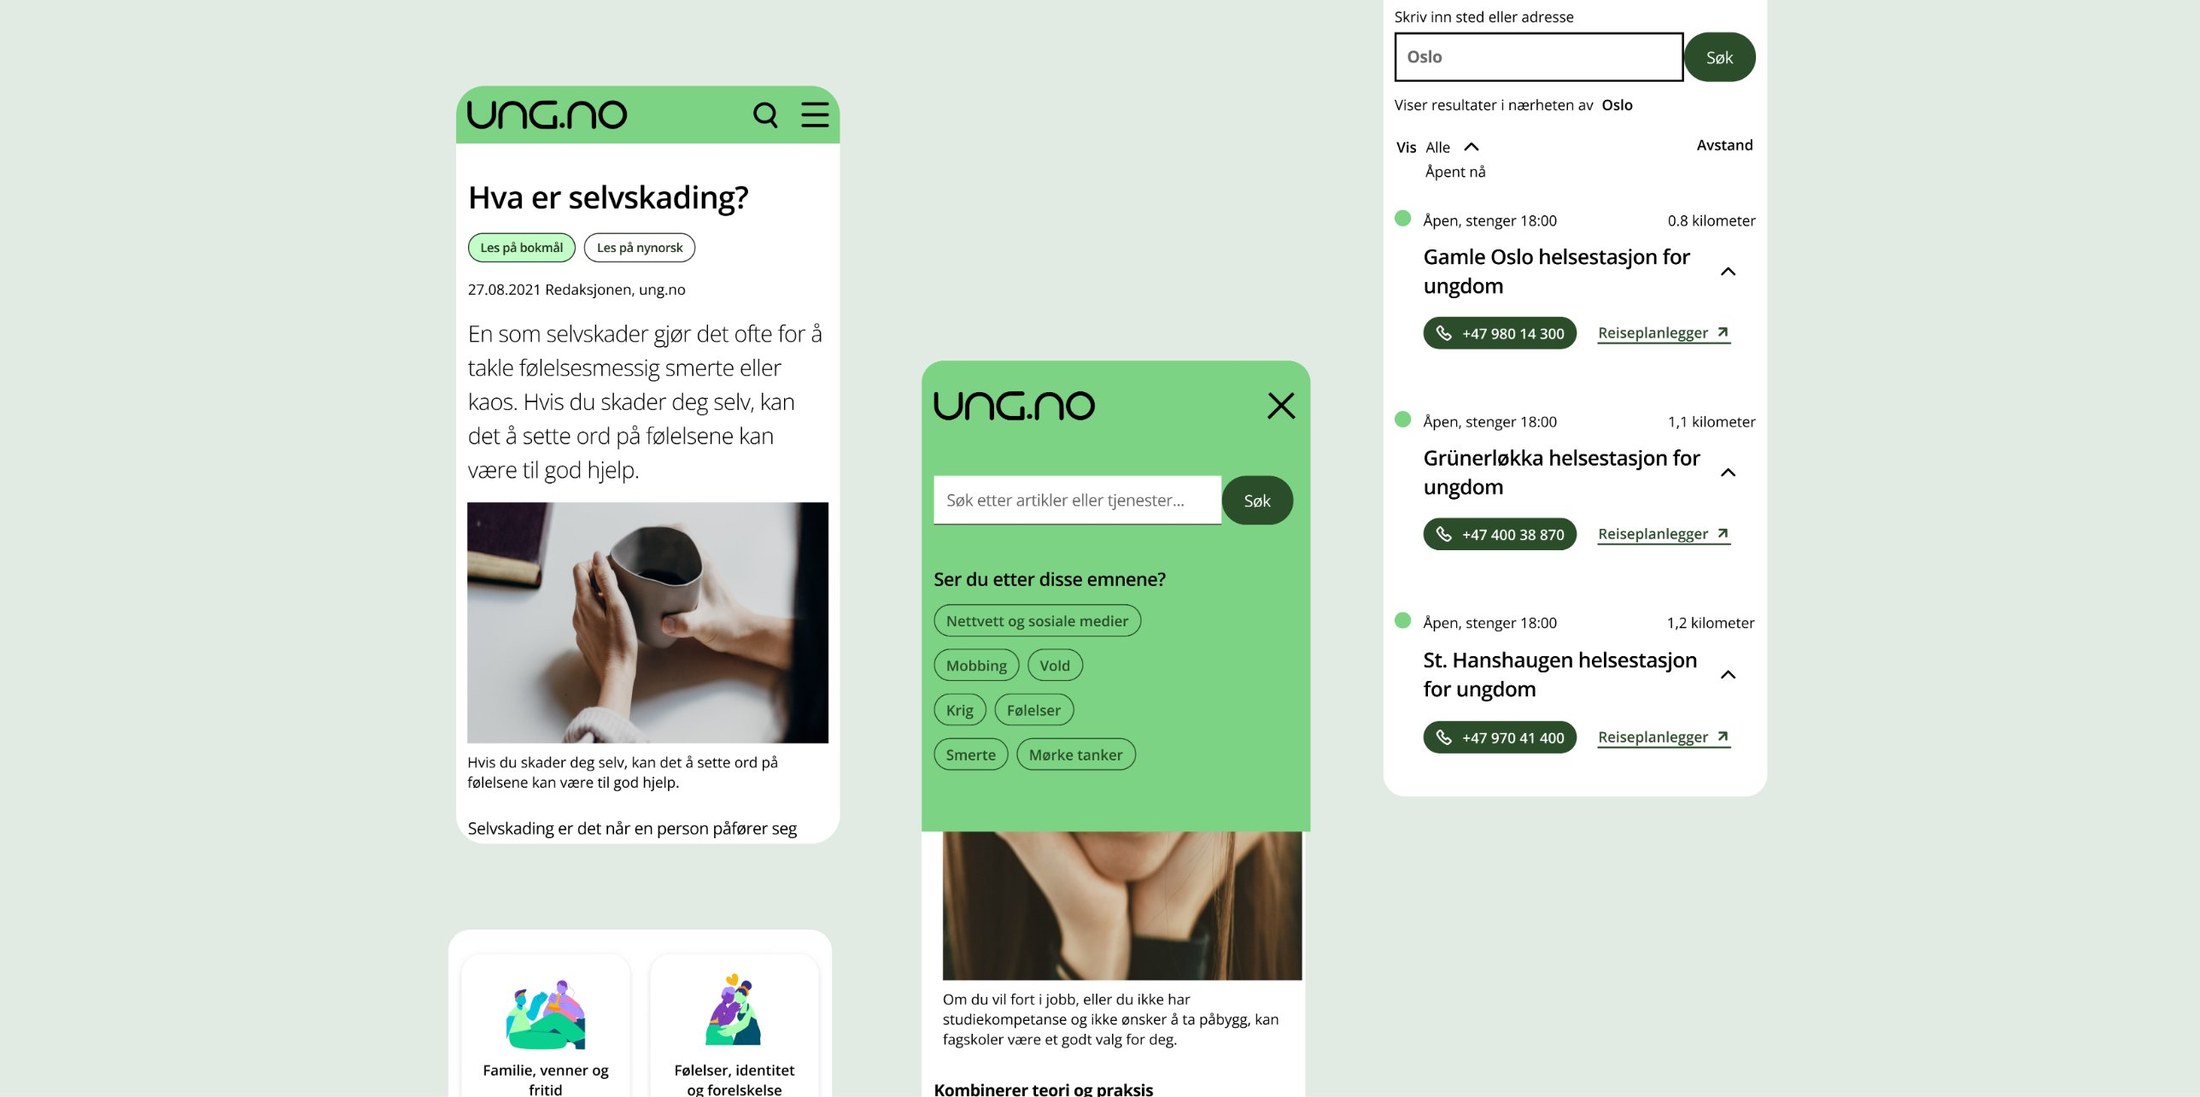 ung.no
Hva er selvskading?
Les på bokmål
Les på nynorsk
27.08.2021 Redaksjonen, ung.no
En som selvskader gjør det ofte for å
takle følelsesmessig smerte eller
kaos. Hvis du skader deg selv, kan
det å sette ord på følelsene kan
være til god hjelp.
Hvis du skader deg selv, kan det å sette ord på
følelsene kan være til god hjelp.
Selvskading er det når en person påfører seg
Familie, venner og
fritid
Følelser, identitet
og forelskelse
ung.no
Søk etter artikler eller tjenester...
Søk
Ser du etter disse emnene?
Nettvett og sosiale medier
Mobbing
Vold
Krig
Følelser
Smerte
Mørke tanker
Om du vil fort i jobb, eller du ikke har
studiekompetanse og ikke ønsker å ta påbygg, kan
fagskoler være et godt valg for deg.
Kombinerer teori og praksis
Skriv inn sted eller adresse
Oslo
Søk
Viser resultater i nærheten av Oslo
Vis Alle
Avstand
Åpent nå
Åpen, stenger 18:00
0.8 kilometer
Gamle Oslo helsestasjon for
ungdom
+47 980 14 300
Reiseplanlegger
Åpen, stenger 18:00
1,1 kilometer
Grünerløkka helsestasjon for
ungdom
+47 400 38 870
Reiseplanlegger
Åpen, stenger 18:00
1,2 kilometer
St. Hanshaugen helsestasjon
for ungdom
+47 970 41 400
Reiseplanlegger